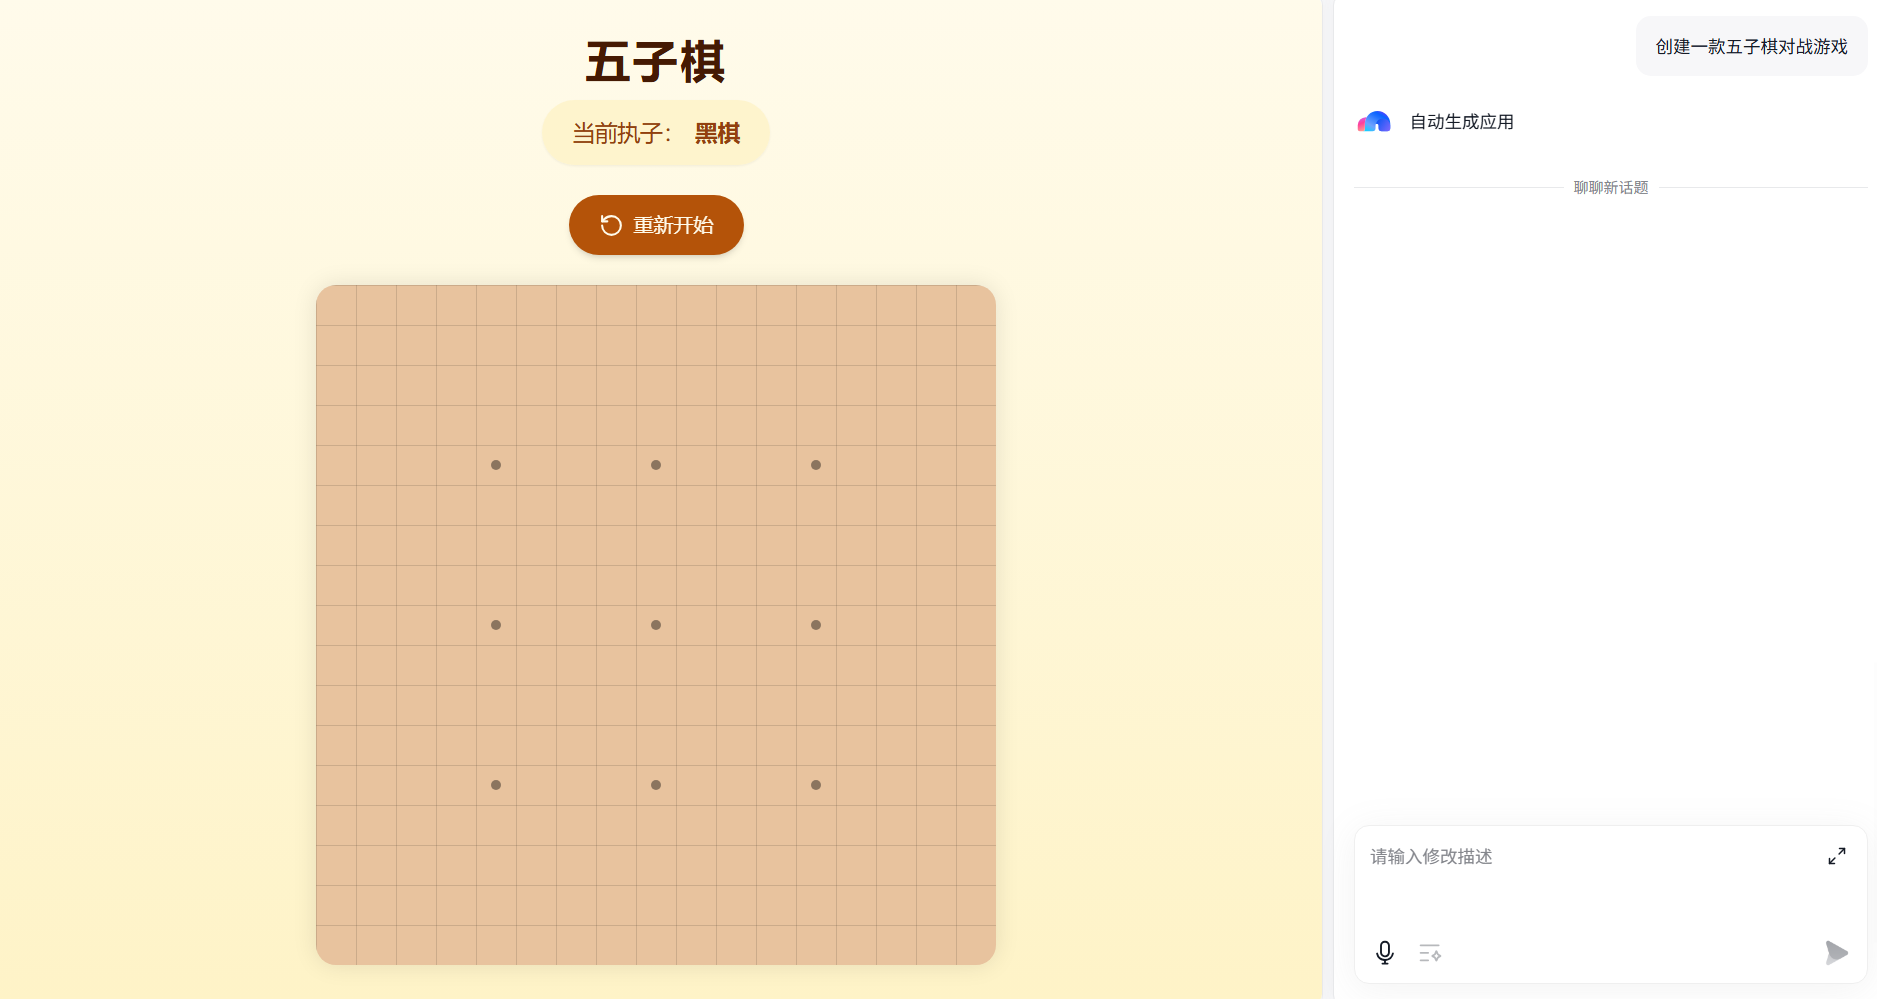 五子棋
当前执子： 黑棋
重新开始
创建一款五子棋对战游戏
自动生成应用
聊聊新话题
请输入修改描述